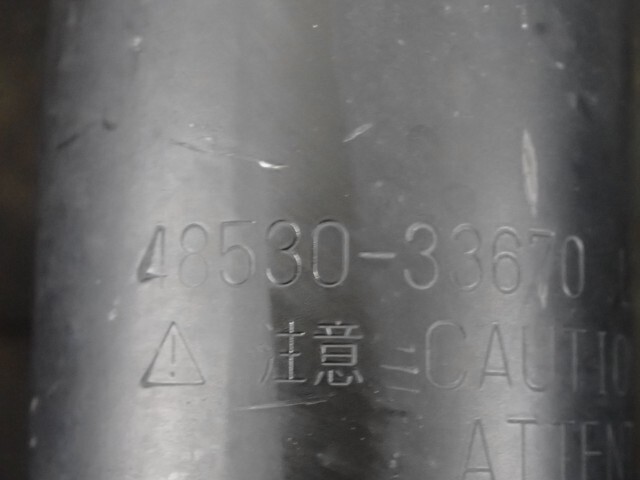 48530-33670
⚠ 注意 CAUTIO
ATTEN